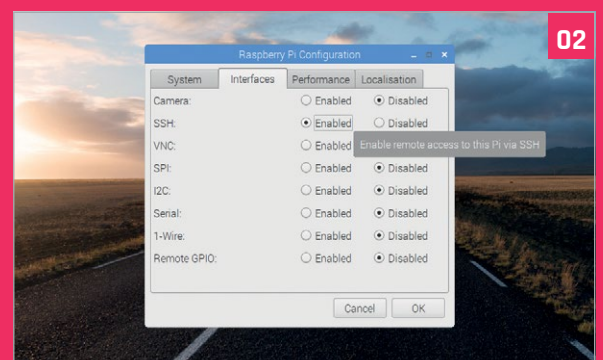 02
Raspberry Pi Configuration
System Interfaces Performance Localisation
Camera: Enabled Disabled
SSH: Enabled Disabled
VNC: Enabled Enable remote access to this Pi via SSH
SPI: Enabled Disabled
I2C: Enabled Disabled
Serial: Enabled Disabled
1-Wire: Enabled Disabled
Remote GPIO: Enabled Disabled
Cancel OK